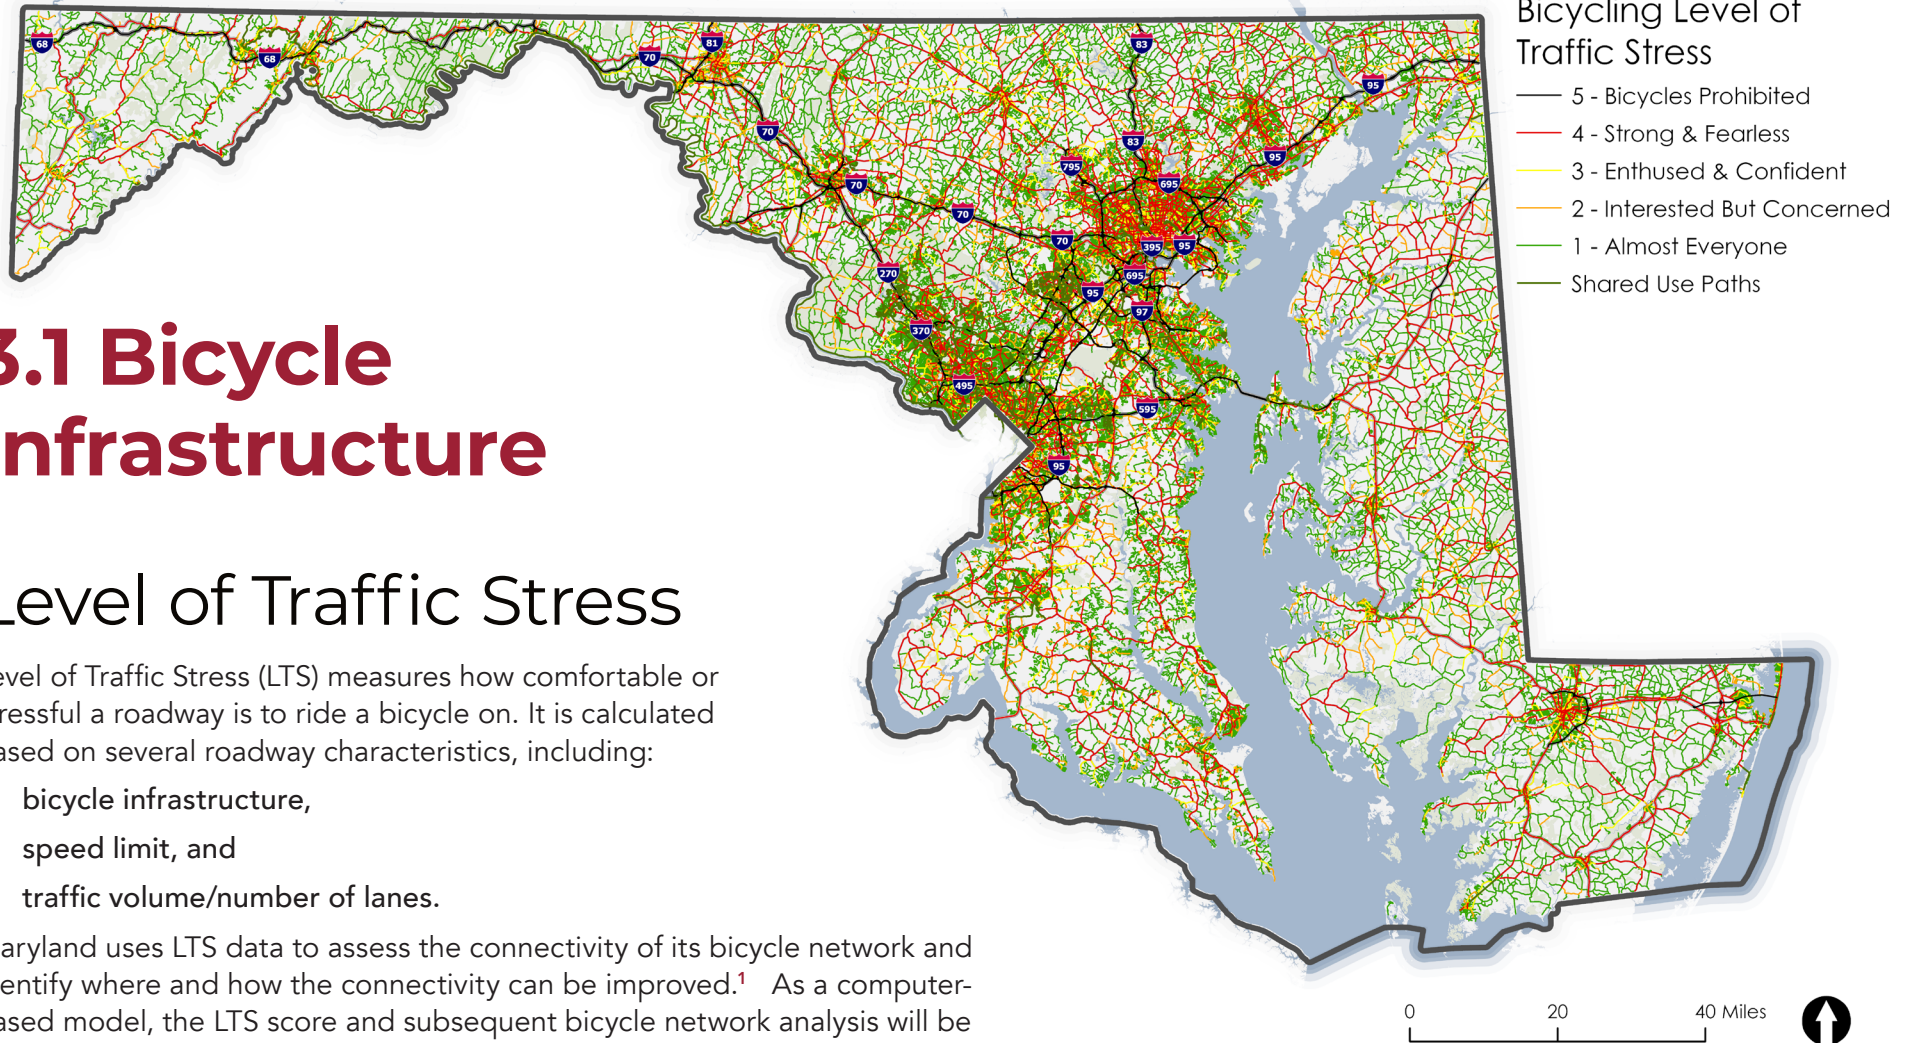 Bicycling Level of
Traffic Stress
5 - Bicycles Prohibited
4 - Strong & Fearless
3 - Enthused & Confident
2 - Interested But Concerned
1 - Almost Everyone
Shared Use Paths
68
68
70
81
83
95
70
83
795
95
70
695
70
70
395
95
270
695
95
97
370
495
595
95
3.1 Bicycle
nfrastructure
Level of Traffic Stress
evel of Traffic Stress (LTS) measures how comfortable or
ressful a roadway is to ride a bicycle on. It is calculated
ased on several roadway characteristics, including:
bicycle infrastructure,
speed limit, and
traffic volume/number of lanes.
aryland uses LTS data to assess the connectivity of its bicycle network and
entify where and how the connectivity can be improved.1 As a computer-
ased model, the LTS score and subsequent bicycle network analysis will be
0 20 40 Miles